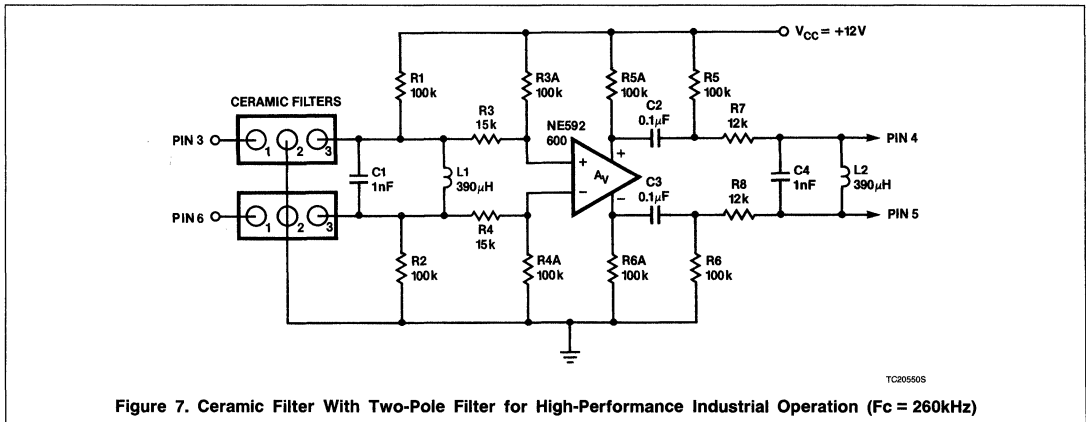 V_CC = +12V
R1
100k
R3A
100k
R5A
100k
R5
100k
CERAMIC FILTERS
C2
0.1µF
R7
12k
R3
15k
NE592
600
PIN 3
1
2
3
PIN 4
+
+
C1
1nF
L1
390µH
A_V
C4
1nF
L2
390µH
−
−
C3
0.1µF
R8
12k
PIN 6
1
2
3
PIN 5
R4
15k
R2
100k
R4A
100k
R6A
100k
R6
100k
TC20550S
Figure 7. Ceramic Filter With Two-Pole Filter for High-Performance Industrial Operation (Fc = 260kHz)